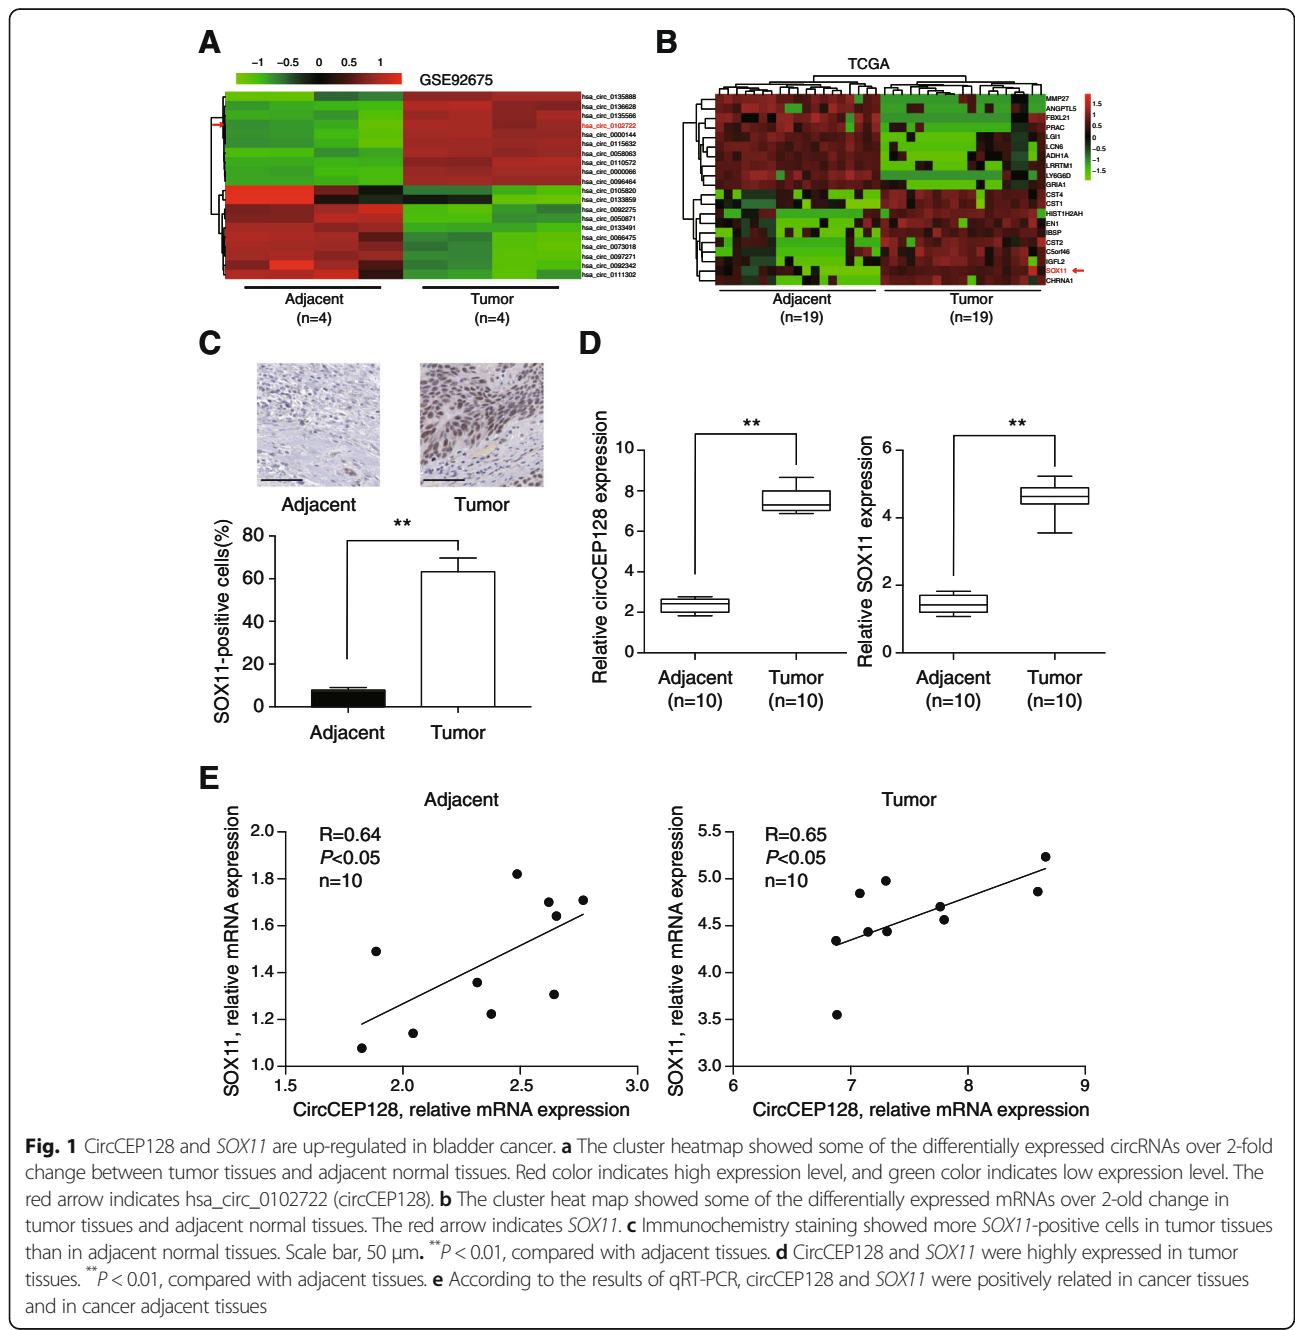 A
B
−1 −0.5 0 0.5 1
GSE92675
hsa_circ_0135888
hsa_circ_0136628
hsa_circ_0135566
hsa_circ_0102722
hsa_circ_0000144
hsa_circ_0115632
hsa_circ_0058063
hsa_circ_0110572
hsa_circ_0000066
hsa_circ_0096464
hsa_circ_0105820
hsa_circ_0133859
hsa_circ_0092275
hsa_circ_0050871
hsa_circ_0133491
hsa_circ_0066475
hsa_circ_0073018
hsa_circ_0097271
hsa_circ_0092342
hsa_circ_0111302
Adjacent
(n=4)
Tumor
(n=4)
TCGA
MMP27
ANGPTL5
FBXL21
PRAC
LGI1
LCN6
ADH1A
LRRTM1
LY6G6D
GRIA1
CST4
CST1
HIST1H2AH
EN1
IBSP
CST2
C5orf46
IGFL2
SOX11
CHRNA1
1.5
1
0.5
0
−0.5
−1
−1.5
Adjacent
(n=19)
Tumor
(n=19)
C
Adjacent
Tumor
SOX11-positive cells(%)
80
60
40
20
0
**
Adjacent
Tumor
D
Relative circCEP128 expression
10
8
6
4
2
0
**
Adjacent
(n=10)
Tumor
(n=10)
Relative SOX11 expression
6
4
2
0
**
Adjacent
(n=10)
Tumor
(n=10)
E
Adjacent
SOX11, relative mRNA expression
2.0
1.8
1.6
1.4
1.2
1.0
R=0.64
P<0.05
n=10
1.5 2.0 2.5 3.0
CircCEP128, relative mRNA expression
Tumor
SOX11, relative mRNA expression
5.5
5.0
4.5
4.0
3.5
3.0
R=0.65
P<0.05
n=10
6 7 8 9
CircCEP128, relative mRNA expression
Fig. 1 CircCEP128 and SOX11 are up-regulated in bladder cancer. a The cluster heatmap showed some of the differentially expressed circRNAs over 2-fold
change between tumor tissues and adjacent normal tissues. Red color indicates high expression level, and green color indicates low expression level. The
red arrow indicates hsa_circ_0102722 (circCEP128). b The cluster heat map showed some of the differentially expressed mRNAs over 2-old change in
tumor tissues and adjacent normal tissues. The red arrow indicates SOX11. c Immunochemistry staining showed more SOX11-positive cells in tumor tissues
than in adjacent normal tissues. Scale bar, 50 μm. **P < 0.01, compared with adjacent tissues. d CircCEP128 and SOX11 were highly expressed in tumor
tissues. **P < 0.01, compared with adjacent tissues. e According to the results of qRT-PCR, circCEP128 and SOX11 were positively related in cancer tissues
and in cancer adjacent tissues